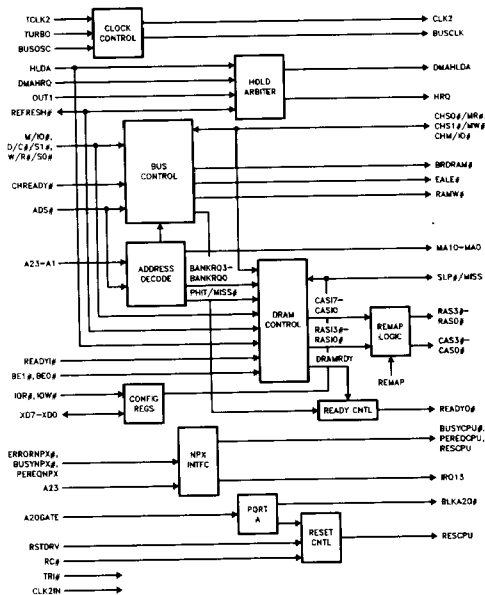 TCLK2
TURBO
BUSOSC
CLOCK
CONTROL
CLK2
BUSCLK
HLDA
DMAHRQ
OUT1
REFRESH#
HOLD
ARBITER
DMAHLDA
HRQ
M/IO#,
D/C#/S1#,
W/R#/S0#
CHREADY#
ADS#
BUS
CONTROL
CHS0#/MR#,
CHS1#/MW#
CHM/IO#
BRDRAM#
EALE#
RAMW#
A23-A1
ADDRESS
DECODE
BANKRQ3-
BANKRQ0
PHIT/MISS#
MA10-MA0
SLP#/MISS
DRAM
CONTROL
CASI7-
CASI0
RASI3#-
RASI0#
DRAMRDY
REMAP
LOGIC
RAS3#-
RAS0#
CAS3#-
CAS0#
REMAP
READYI#
BE1#, BE0#
IOR#, IOW#
XD7-XD0
CONFIG
REGS
READY CNTL
READYO#
ERRORNPX#,
BUSYNPX#,
PEREQNPX
A23
NPX
INTFC
BUSYCPU#,
PEREQCPU,
RESCPU
IRQ13
A20GATE
PORT
A
BLKA20#
RSTDRV
RC#
RESET
CNTL
RESCPU
TRI#
CLK2IN